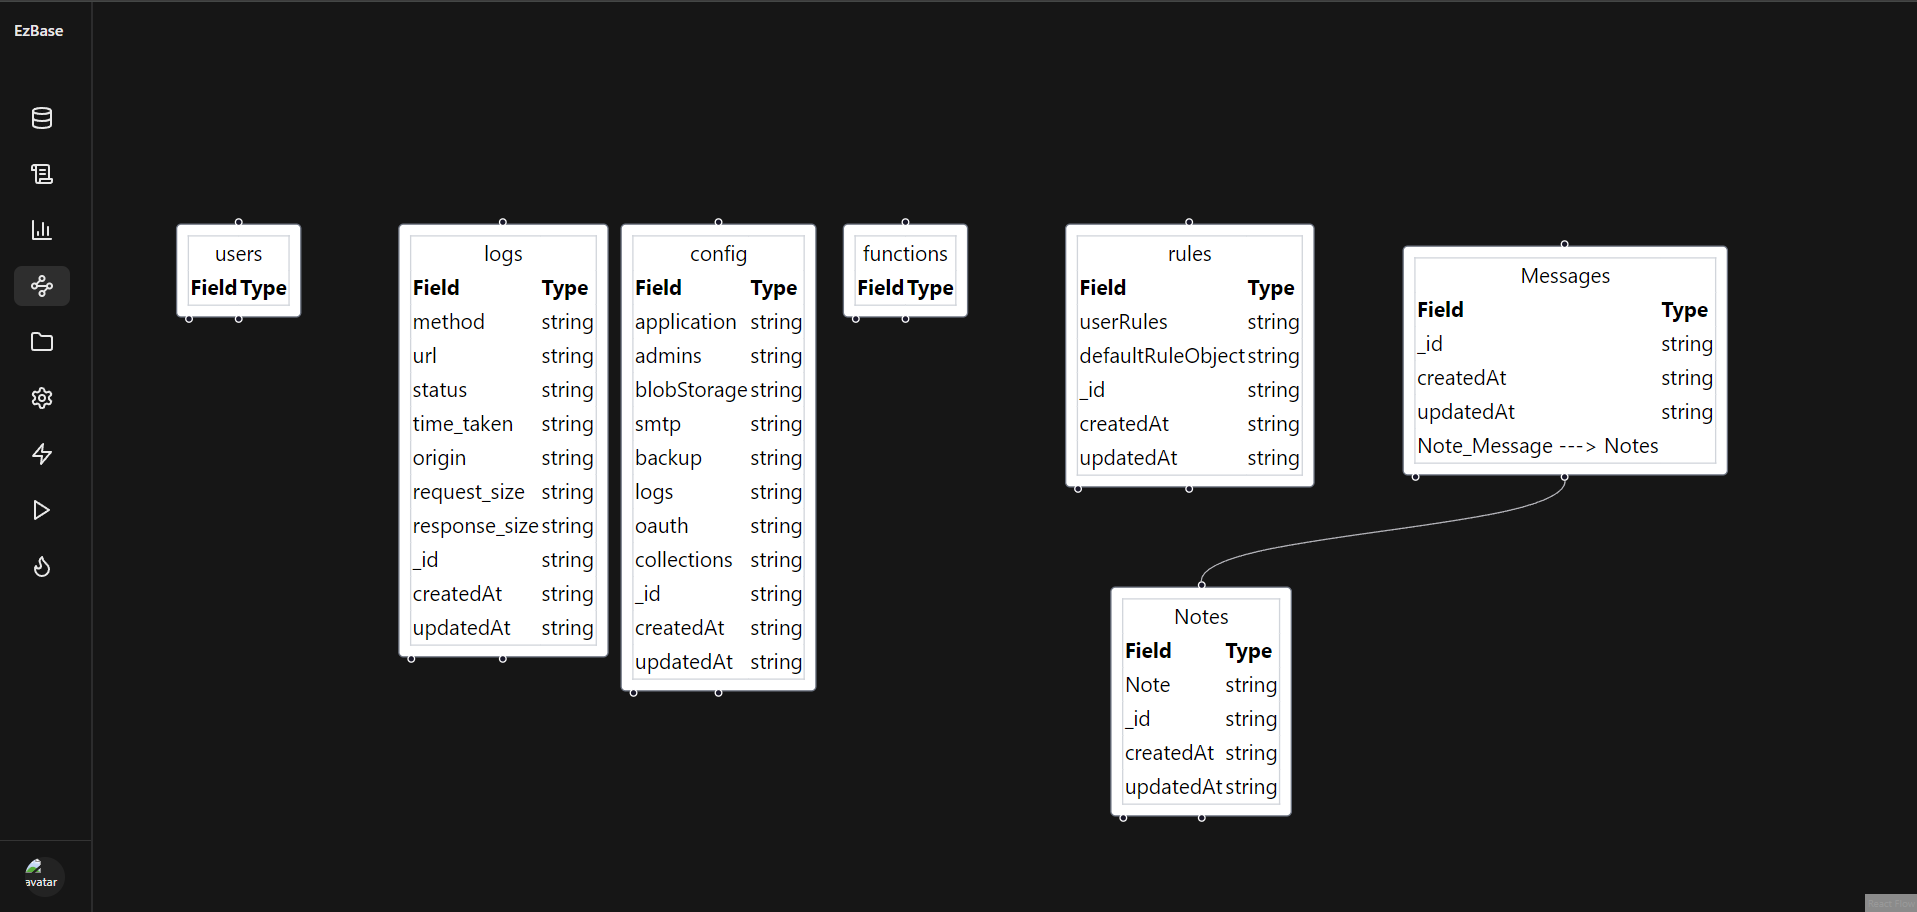 EzBase
users
Field Type
logs
Field Type
method string
url string
status string
time_taken string
origin string
request_size string
response_size string
_id string
createdAt string
updatedAt string
config
Field Type
application string
admins string
blobStorage string
smtp string
backup string
logs string
oauth string
collections string
_id string
createdAt string
updatedAt string
functions
Field Type
rules
Field Type
userRules string
defaultRuleObject string
_id string
createdAt string
updatedAt string
Messages
Field Type
_id string
createdAt string
updatedAt string
Note_Message ---> Notes
Notes
Field Type
Note string
_id string
createdAt string
updatedAt string
avatar
React Flow